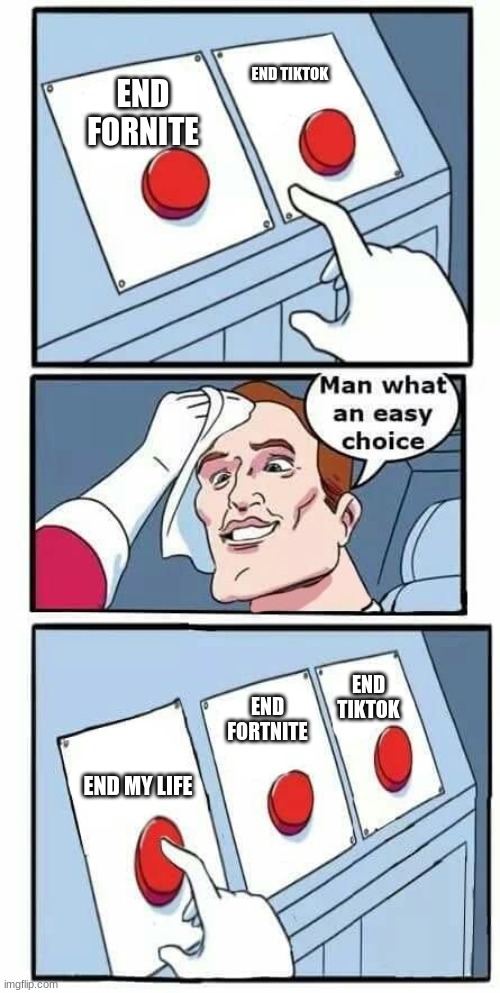 END
FORNITE
END TIKTOK
Man what
an easy
choice
END MY LIFE
END
FORTNITE
END
TIKTOK
imgflip.com